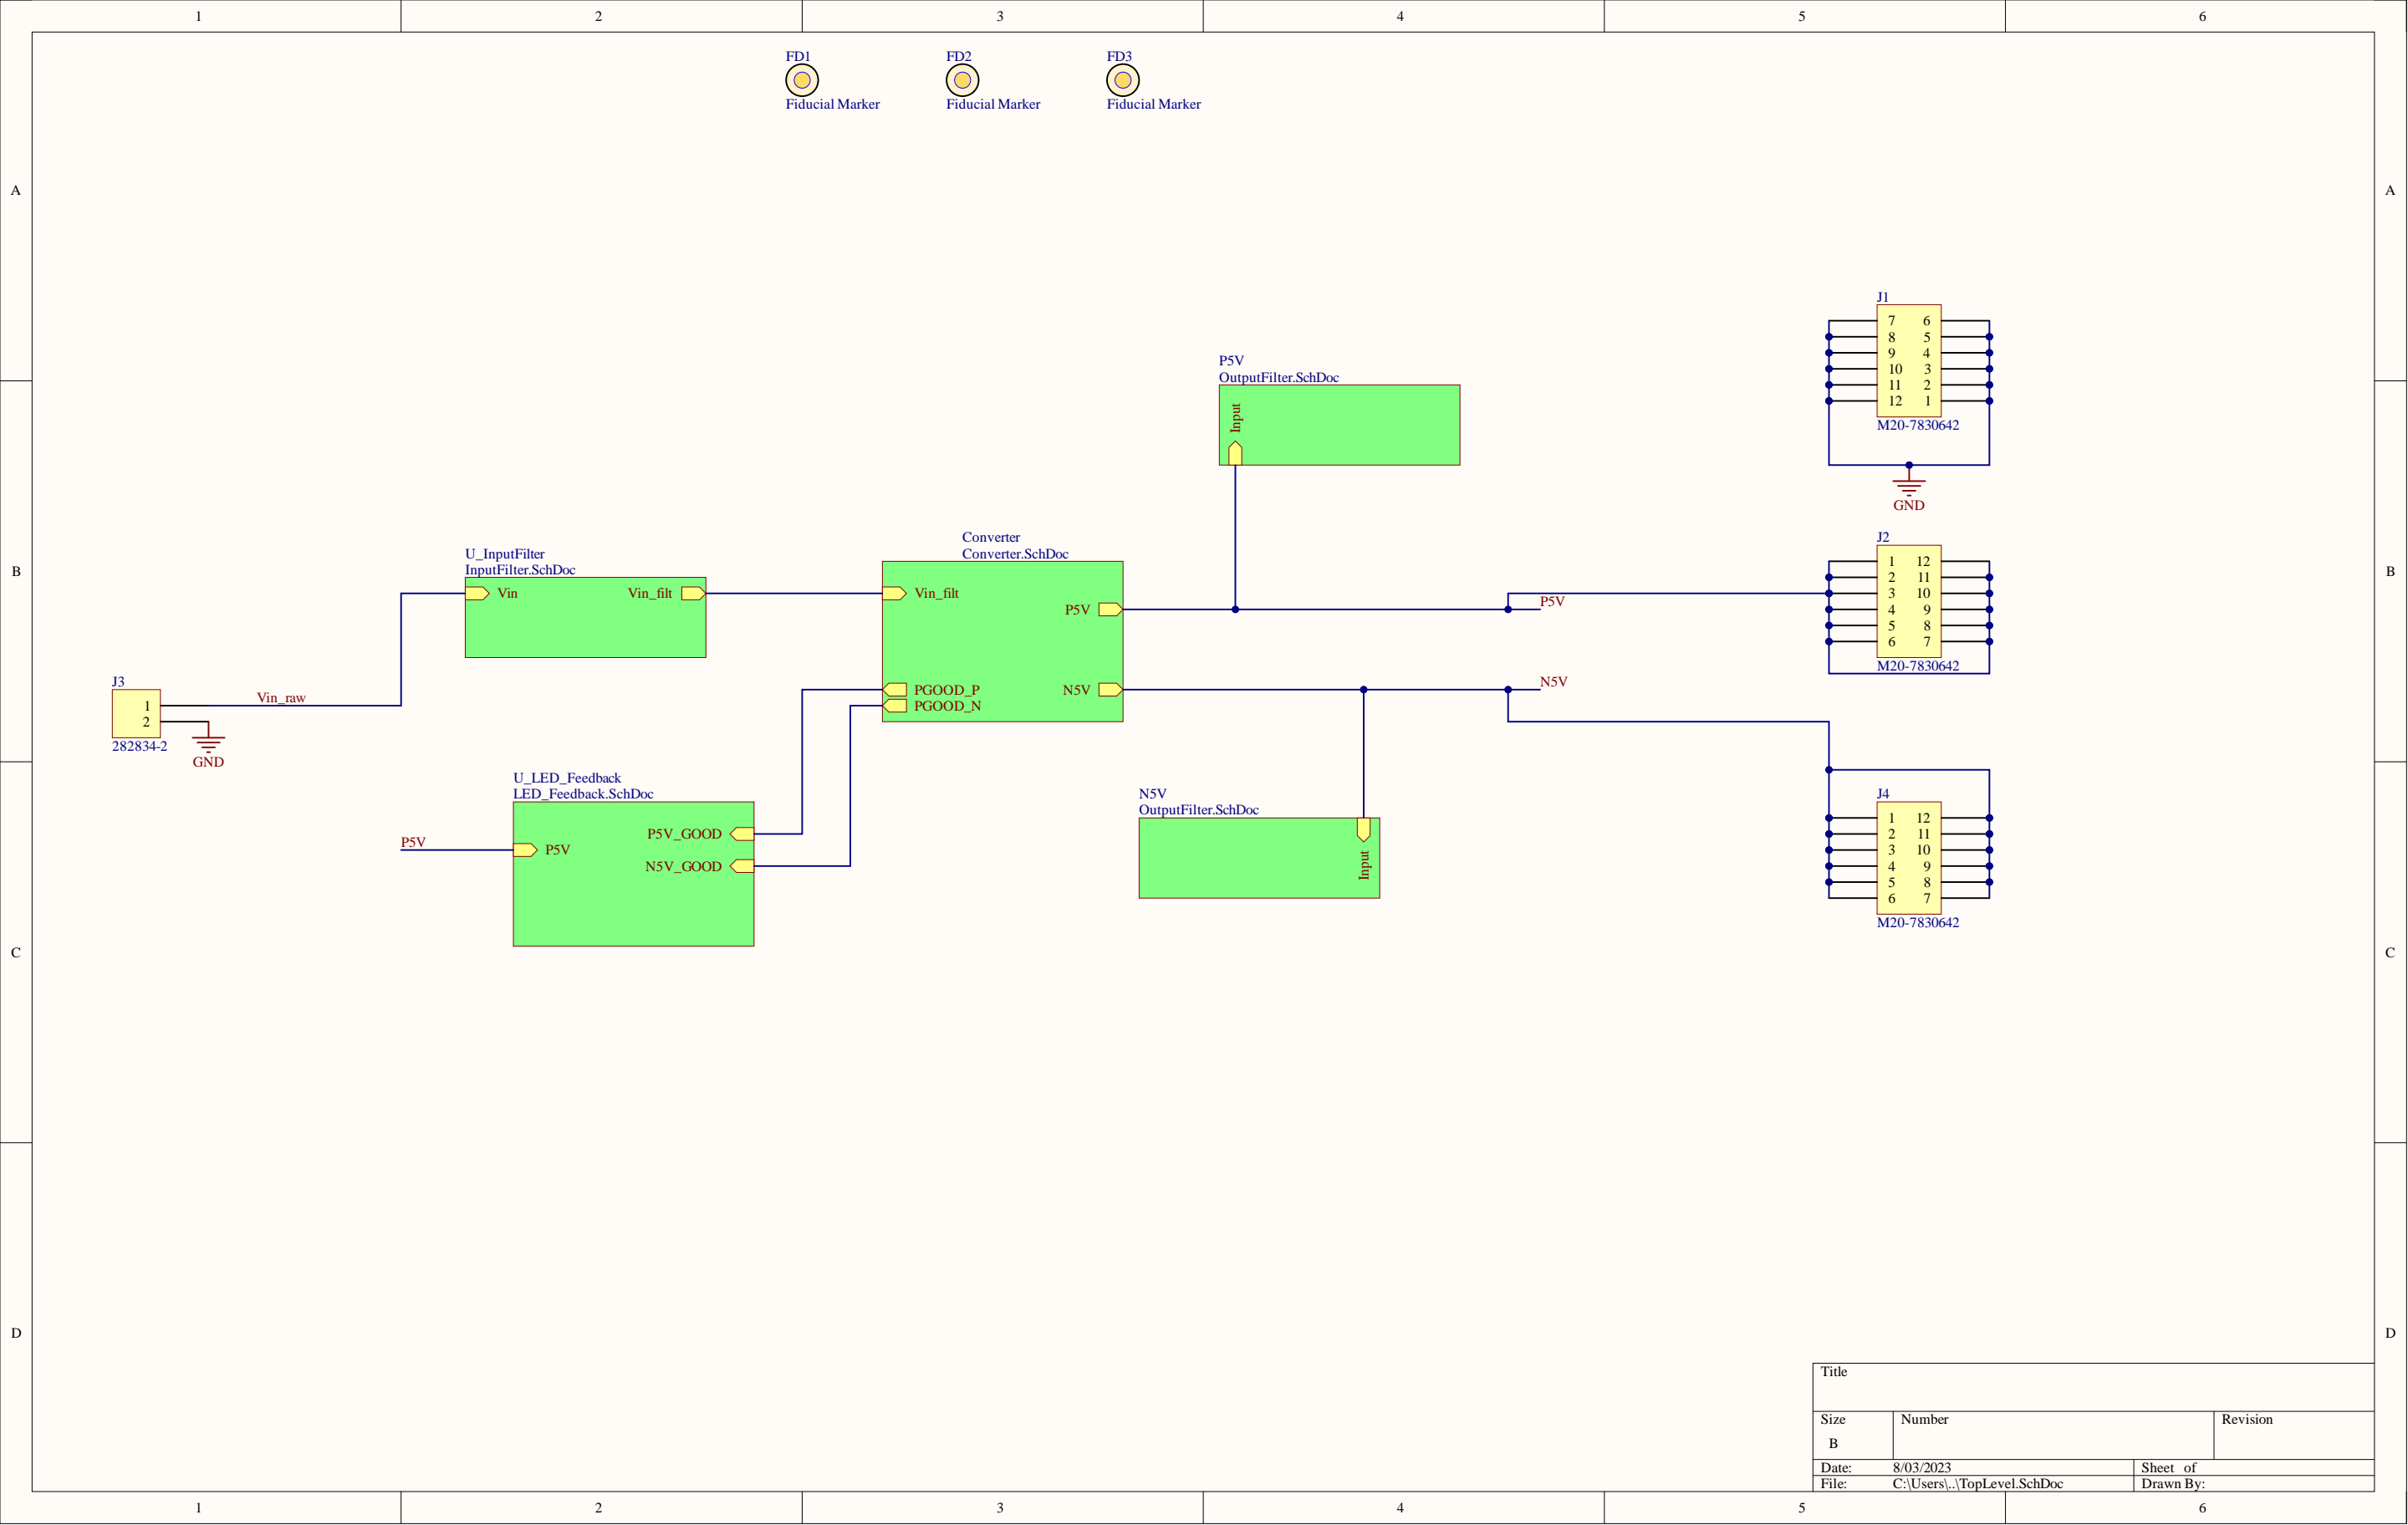 1 2 3 4 5 6
FD1 FD2 FD3
Fiducial Marker Fiducial Marker Fiducial Marker
A A
J1
7 6
8 5
9 4
10 3
11 2
12 1
M20-7830642
GND
P5V
OutputFilter.SchDoc
Input
B B
U_InputFilter
InputFilter.SchDoc
Vin Vin_filt
Converter
Converter.SchDoc
Vin_filt
P5V
PGOOD_P N5V
PGOOD_N
P5V
N5V
J2
1 12
2 11
3 10
4 9
5 8
6 7
M20-7830642
J3
1
2
282834-2
Vin_raw
GND
U_LED_Feedback
LED_Feedback.SchDoc
P5V_GOOD
P5V P5V
N5V_GOOD
N5V
OutputFilter.SchDoc
Input
J4
1 12
2 11
3 10
4 9
5 8
6 7
M20-7830642
C C
D D
Title
Size Number Revision
B
Date: 8/03/2023 Sheet of
File: C:\Users\..\TopLevel.SchDoc Drawn By:
1 2 3 4 5 6